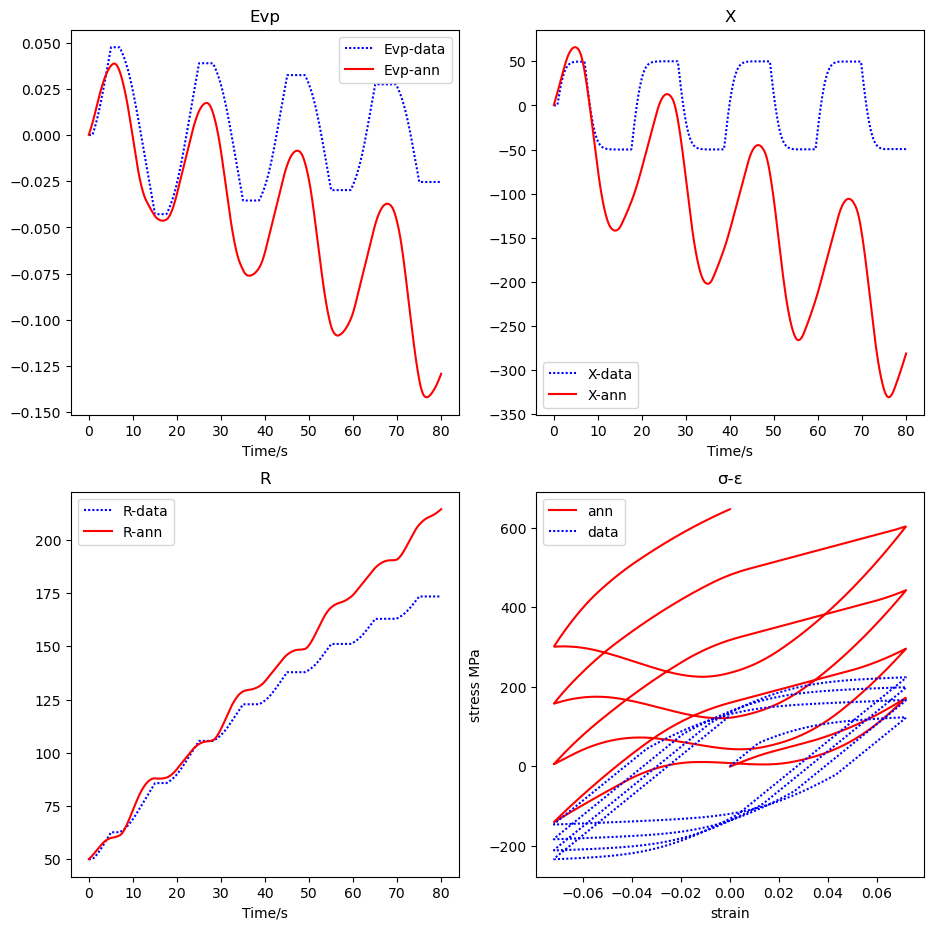 Evp
0.050
0.025
0.000
−0.025
−0.050
−0.075
−0.100
−0.125
−0.150
Evp-data
Evp-ann
0 10 20 30 40 50 60 70 80
Time/s
X
50
0
−50
−100
−150
−200
−250
−300
−350
X-data
X-ann
0 10 20 30 40 50 60 70 80
Time/s
R
200
175
150
125
100
75
50
R-data
R-ann
0 10 20 30 40 50 60 70 80
Time/s
σ-ε
stress MPa
600
400
200
0
−200
ann
data
−0.06 −0.04 −0.02 0.00 0.02 0.04 0.06
strain